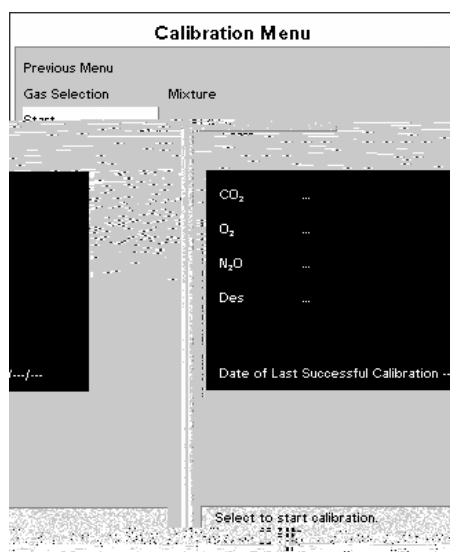 Calibration Menu
Previous Menu
Gas Selection Mixture
Start
CO₂ ...
O₂ ...
N₂O ...
Des ...
/---/--- Date of Last Successful Calibration --
Select to start calibration.